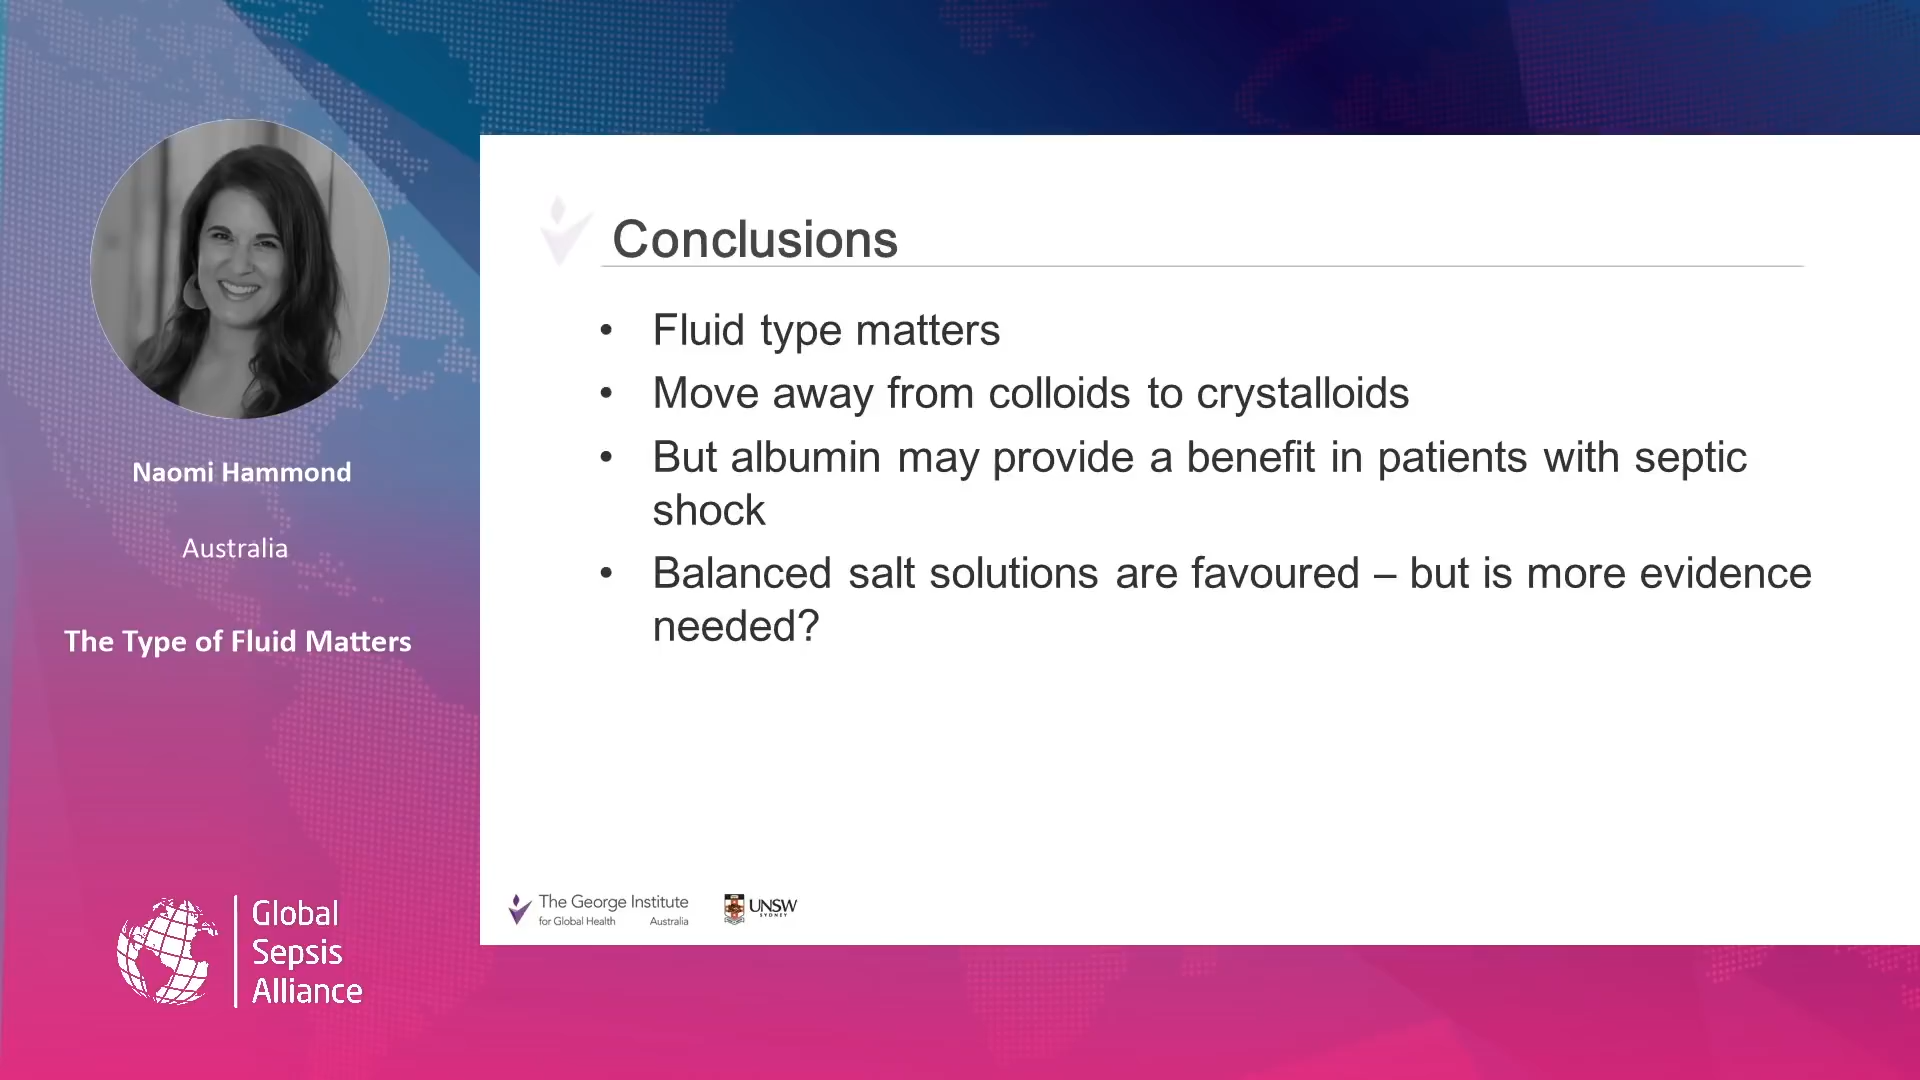 Naomi Hammond
Australia
The Type of Fluid Matters
Global
Sepsis
Alliance
Conclusions
• Fluid type matters
• Move away from colloids to crystalloids
• But albumin may provide a benefit in patients with septic
shock
• Balanced salt solutions are favoured – but is more evidence
needed?
The George Institute
for Global Health Australia
UNSW
SYDNEY